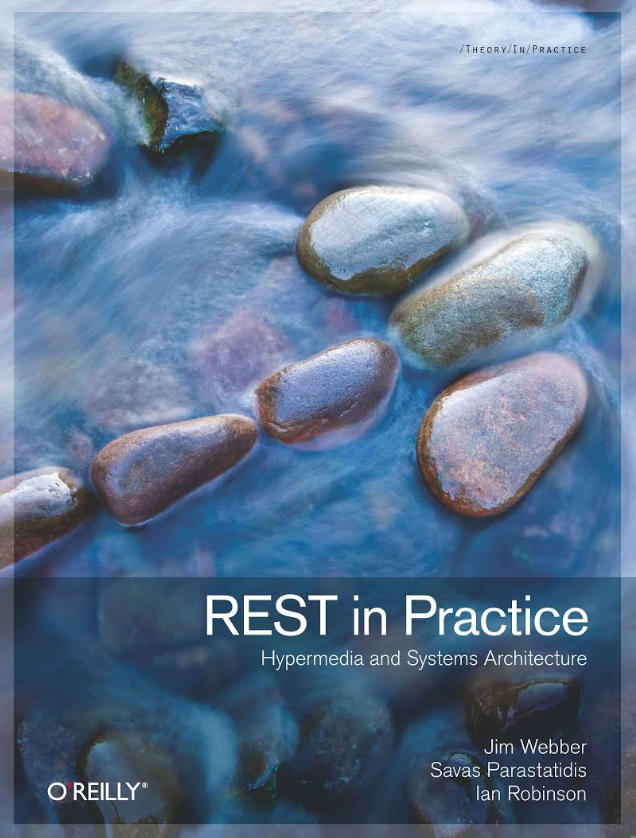 /THEORY/IN/PRACTICE
REST in Practice
Hypermedia and Systems Architecture
Jim Webber
Savas Parastatidis
Ian Robinson
O'REILLY®